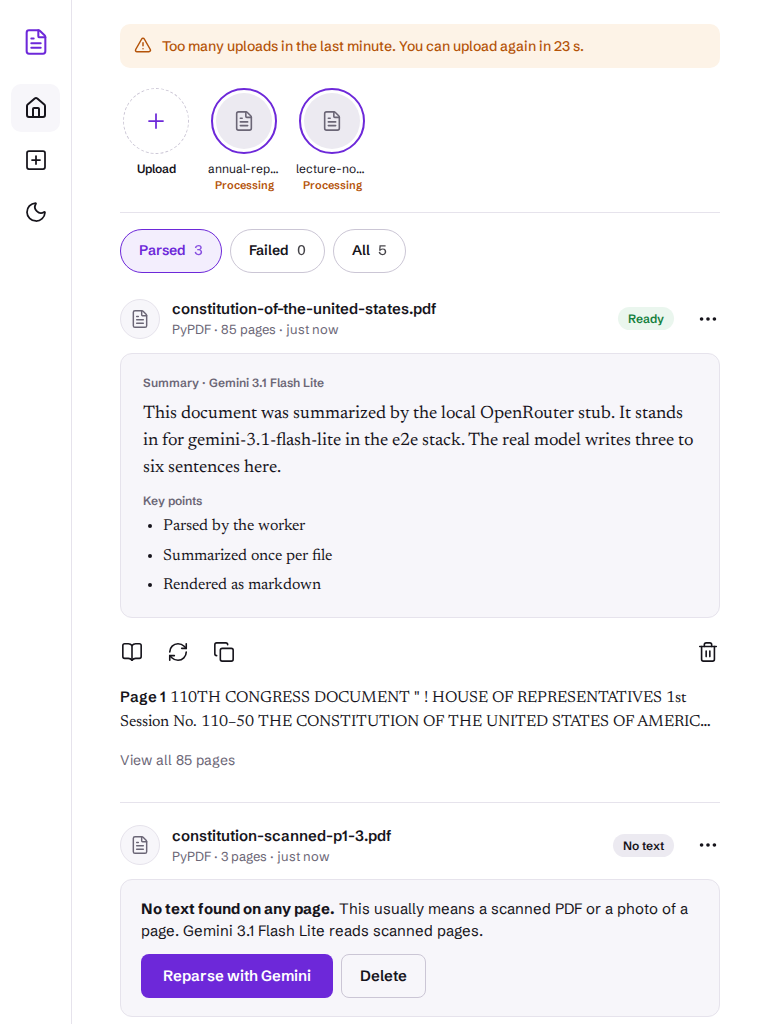 Too many uploads in the last minute. You can upload again in 23 s.
Upload
annual-rep...
lecture-no...
Processing
Processing
Parsed 3
Failed 0
All 5
constitution-of-the-united-states.pdf
PyPDF · 85 pages · just now
Ready
Summary · Gemini 3.1 Flash Lite
This document was summarized by the local OpenRouter stub. It stands
in for gemini-3.1-flash-lite in the e2e stack. The real model writes three to
six sentences here.
Key points
• Parsed by the worker
• Summarized once per file
• Rendered as markdown
Page 1 110TH CONGRESS DOCUMENT " ! HOUSE OF REPRESENTATIVES 1st
Session No. 110–50 THE CONSTITUTION OF THE UNITED STATES OF AMERIC...
View all 85 pages
constitution-scanned-p1-3.pdf
PyPDF · 3 pages · just now
No text
No text found on any page. This usually means a scanned PDF or a photo of a
page. Gemini 3.1 Flash Lite reads scanned pages.
Reparse with Gemini
Delete